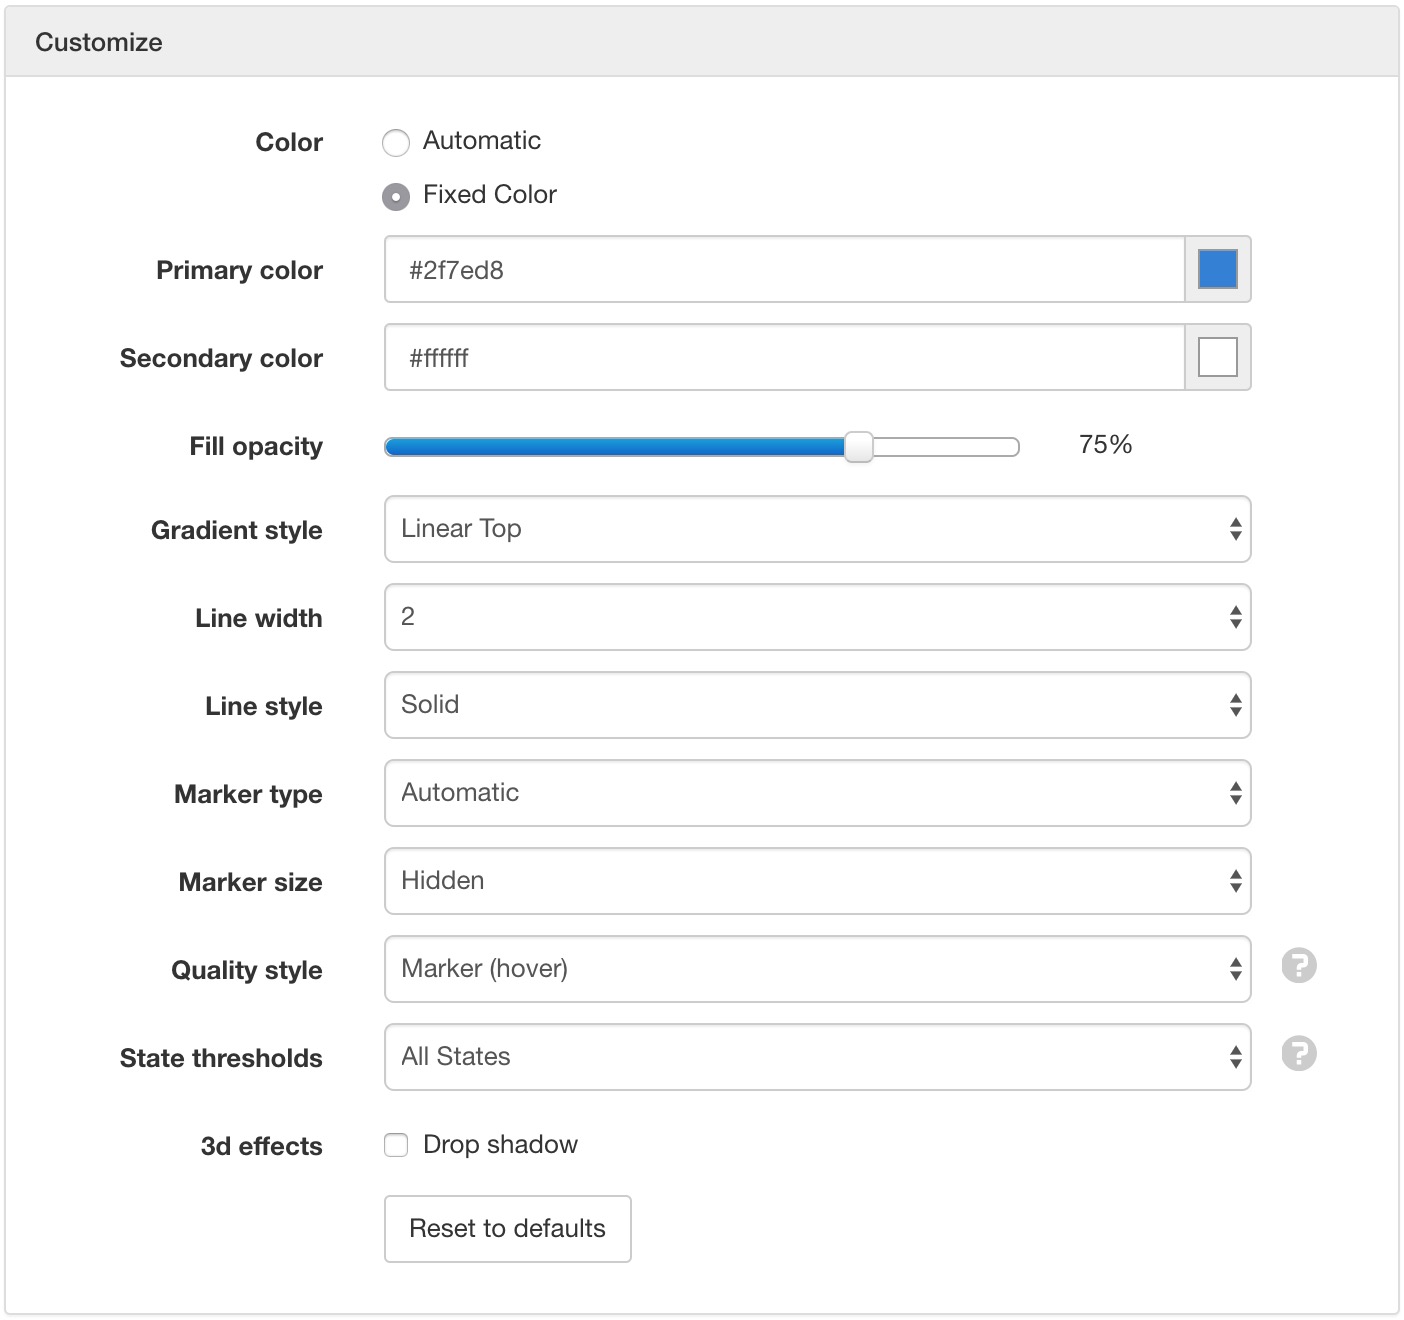 Customize
Color
Automatic
Fixed Color
Primary color
#2f7ed8
Secondary color
#ffffff
Fill opacity
75%
Gradient style
Linear Top
Line width
2
Line style
Solid
Marker type
Automatic
Marker size
Hidden
Quality style
Marker (hover)
?
State thresholds
All States
?
3d effects
Drop shadow
Reset to defaults